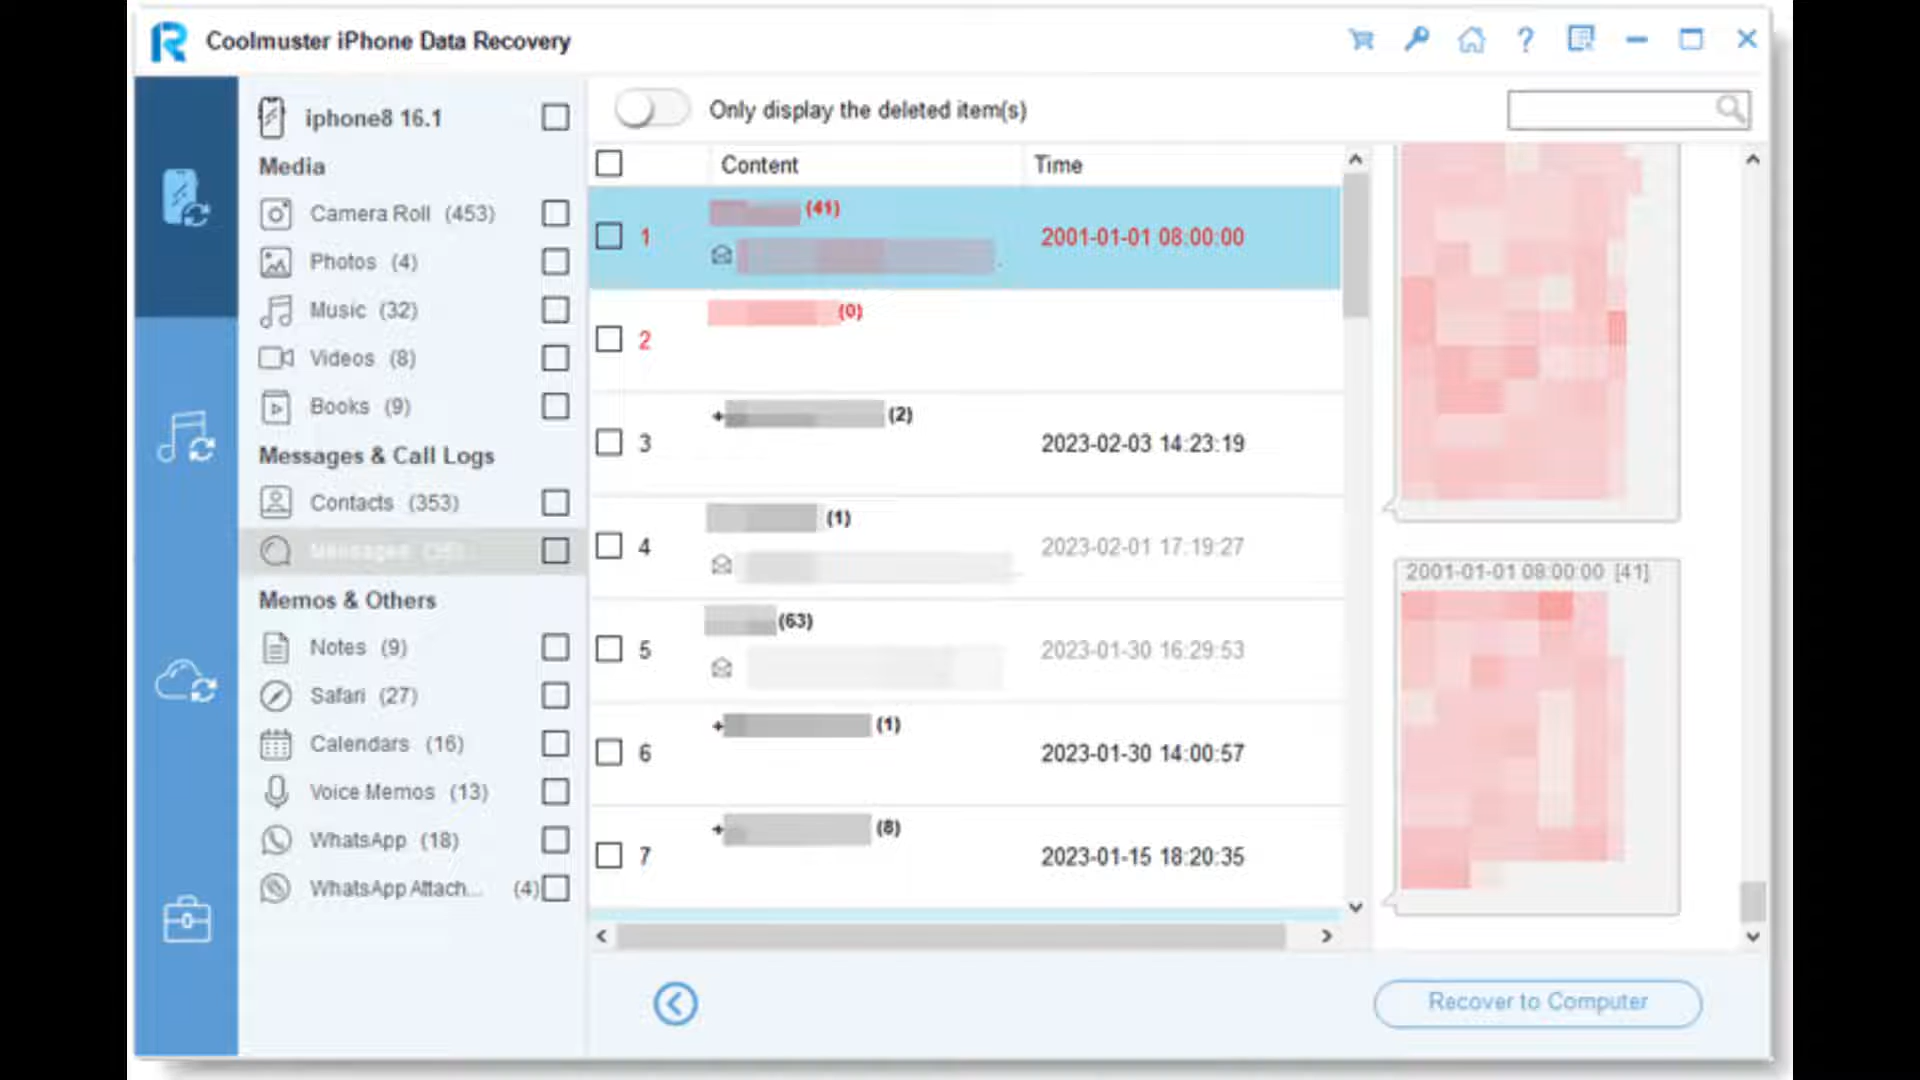 Coolmuster iPhone Data Recovery
iphone8 16.1
Media
Camera Roll (453)
Photos (4)
Music (32)
Videos (8)
Books (9)
Messages & Call Logs
Contacts (353)
Messages
Memos & Others
Notes (9)
Safari (27)
Calendars (16)
Voice Memos (13)
WhatsApp (18)
WhatsApp Attach... (4)
Only display the deleted item(s)
Content Time
(41)
1 2001-01-01 08:00:00
(0)
2
+ (2)
3 2023-02-03 14:23:19
(1)
4 2023-02-01 17:19:27
(63)
5 2023-01-30 16:29:53
+ (1)
6 2023-01-30 14:00:57
+ (8)
7 2023-01-15 18:20:35
2001-01-01 08:00:00 [41]
Recover to Computer